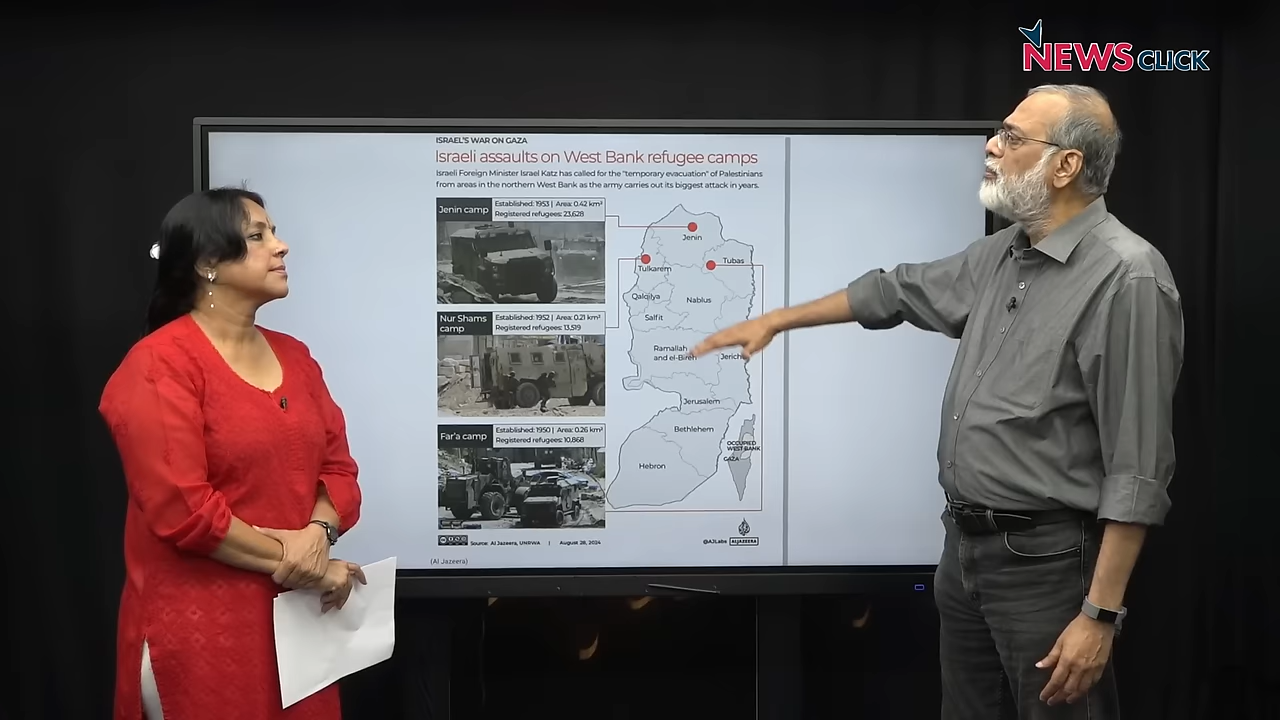 NEWS CLICK
ISRAEL'S WAR ON GAZA
Israeli assaults on West Bank refugee camps
Israeli Foreign Minister Israel Katz has called for the "temporary evacuation" of Palestinians
from areas in the northern West Bank as the army carries out its biggest attack in years.
Jenin camp
Established: 1953 | Area: 0.42 km²
Registered refugees: 23,628
Nur Shams
camp
Established: 1952 | Area: 0.21 km²
Registered refugees: 13,519
Far'a camp
Established: 1950 | Area: 0.26 km²
Registered refugees: 10,868
Jenin
Tubas
Tulkarem
Qalqilya
Nablus
Salfit
Ramallah
and el-Bireh
Jerusalem
Bethlehem
Hebron
OCCUPIED
WEST BANK
GAZA
Source: Al Jazeera, UNRWA | August 28, 2024
@AJLabs ALJAZEERA
(Al Jazeera)